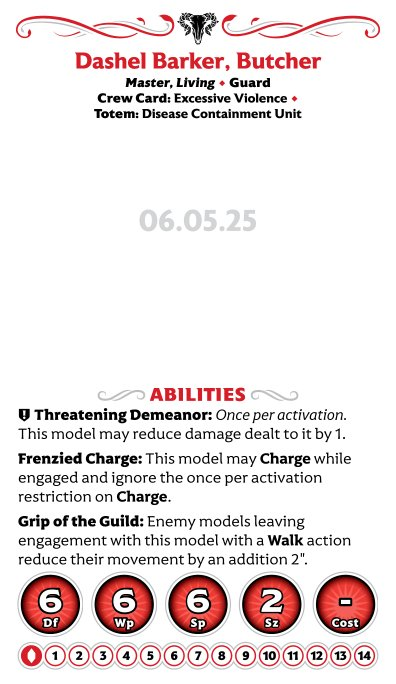 Dashel Barker, Butcher
Master, Living ♦ Guard
Crew Card: Excessive Violence ♦
Totem: Disease Containment Unit
06.05.25
ABILITIES
Threatening Demeanor: Once per activation.
This model may reduce damage dealt to it by 1.
Frenzied Charge: This model may Charge while
engaged and ignore the once per activation
restriction on Charge.
Grip of the Guild: Enemy models leaving
engagement with this model with a Walk action
reduce their movement by an addition 2".
6 6 6 2 -
Df Wp Sp Sz Cost
1 2 3 4 5 6 7 8 9 10 11 12 13 14